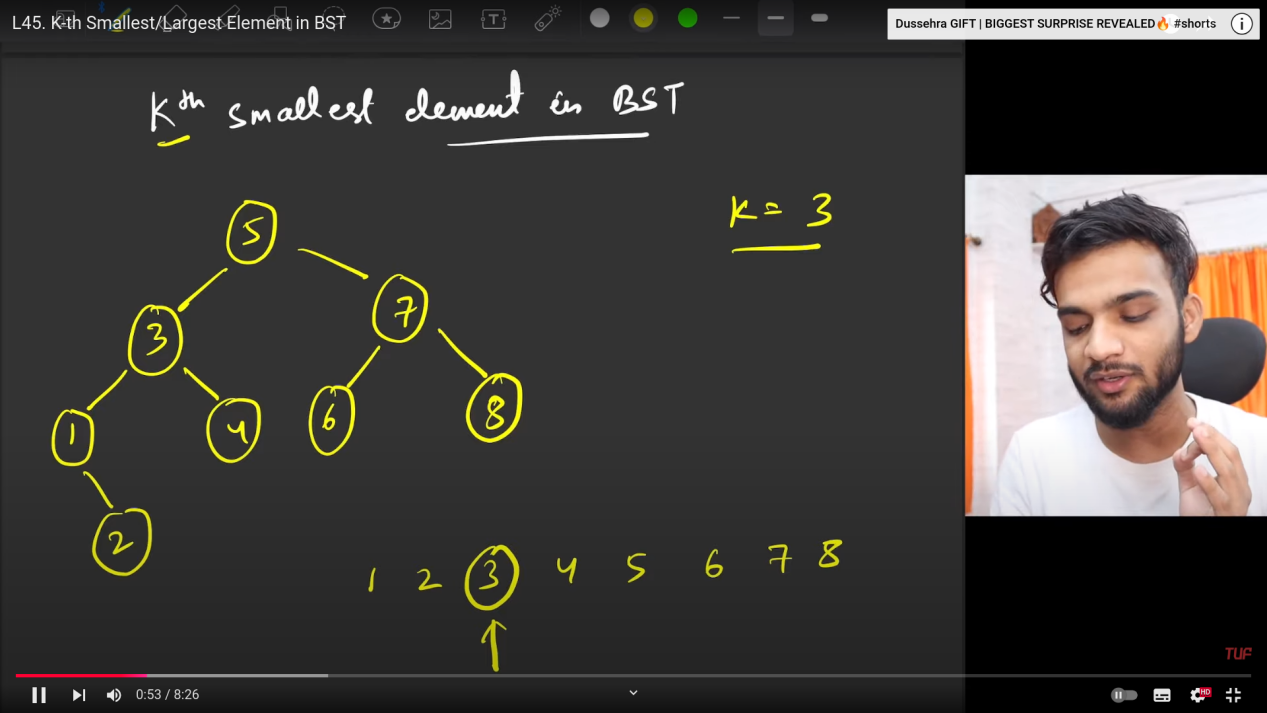 L45. K-th Smallest/Largest Element in BST
Dussehra GIFT | BIGGEST SURPRISE REVEALED🔥 #shorts
Kth smallest element in BST
K = 3
5
3 7
1 4 6 8
2
1 2 3 4 5 6 7 8
TUF
0:53 / 8:26
HD